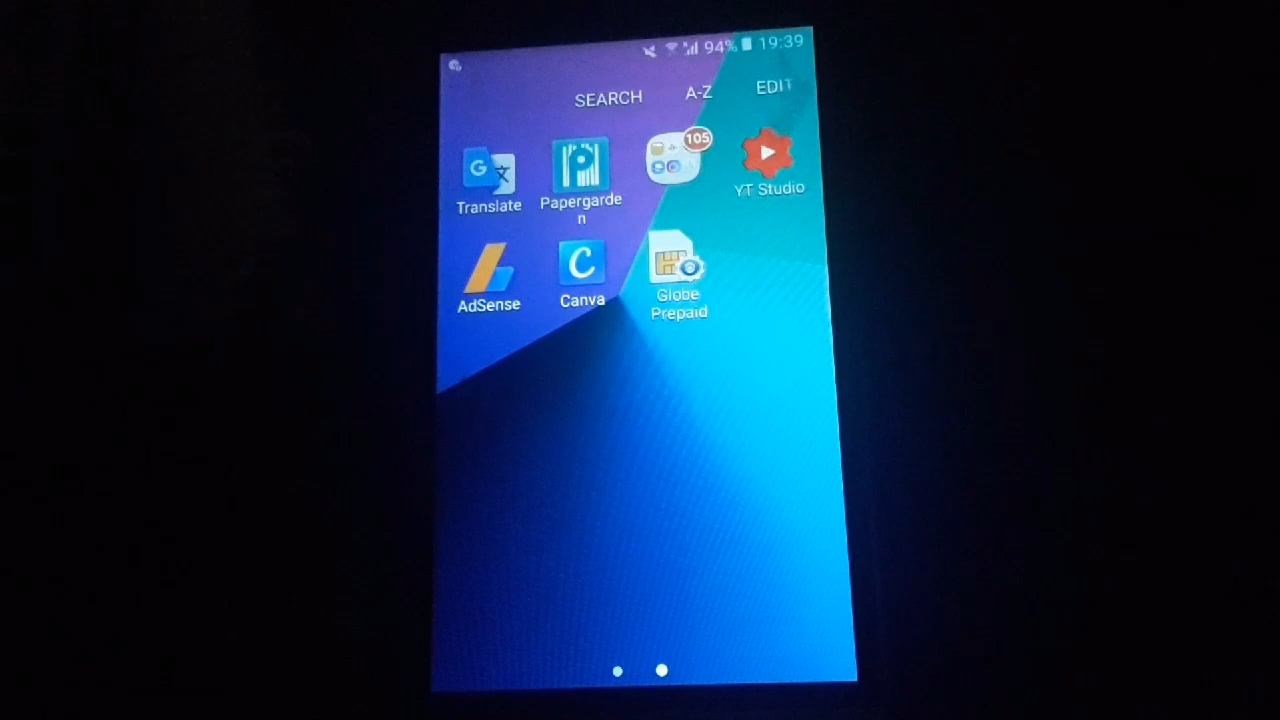 94% 19:39
SEARCH A-Z EDIT
105
Translate Papergarde
n
YT Studio
AdSense Canva Globe
Prepaid